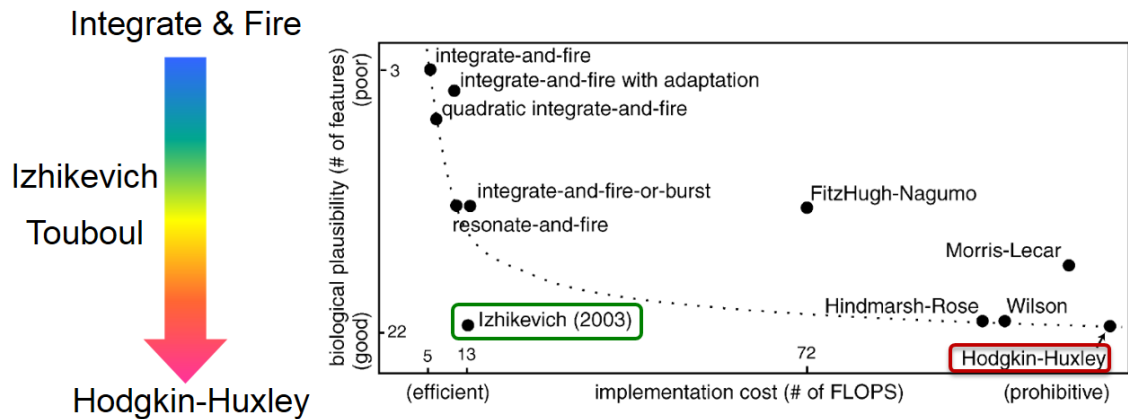 Integrate & Fire
Izhikevich
Touboul
Hodgkin-Huxley
biological plausibility (# of features)
(poor)
(good)
3
22
integrate-and-fire
integrate-and-fire with adaptation
quadratic integrate-and-fire
integrate-and-fire-or-burst
resonate-and-fire
FitzHugh-Nagumo
Morris-Lecar
Hindmarsh-Rose
Wilson
Izhikevich (2003)
Hodgkin-Huxley
5
13
72
(efficient)
implementation cost (# of FLOPS)
(prohibitive)